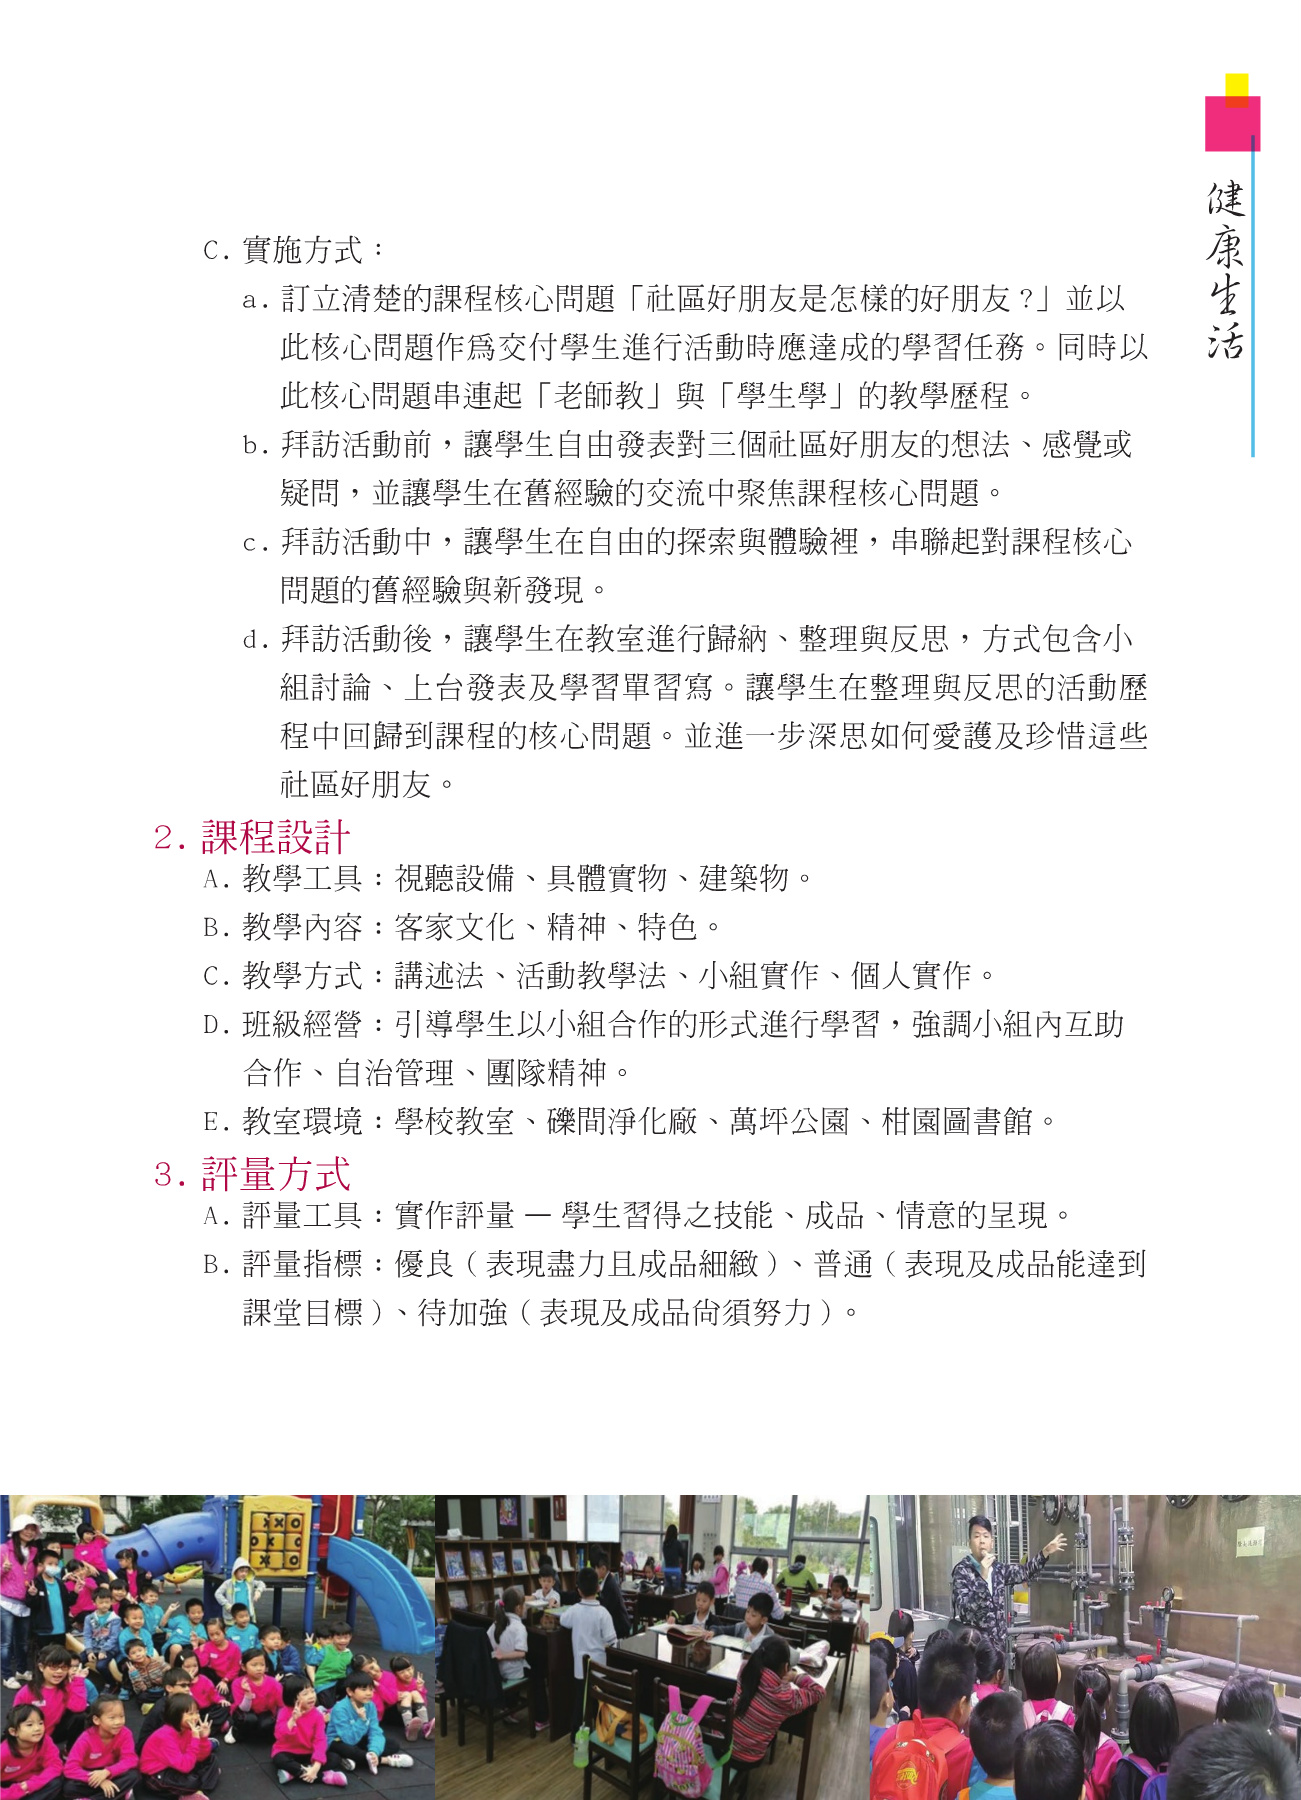 健康生活
C. 實施方式：
a. 訂立清楚的課程核心問題「社區好朋友是怎樣的好朋友？」並以
此核心問題作為交付學生進行活動時應達成的學習任務。同時以
此核心問題串連起「老師教」與「學生學」的教學歷程。
b. 拜訪活動前，讓學生自由發表對三個社區好朋友的想法、感覺或
疑問，並讓學生在舊經驗的交流中聚焦課程核心問題。
c. 拜訪活動中，讓學生在自由的探索與體驗裡，串聯起對課程核心
問題的舊經驗與新發現。
d. 拜訪活動後，讓學生在教室進行歸納、整理與反思，方式包含小
組討論、上台發表及學習單習寫。讓學生在整理與反思的活動歷
程中回歸到課程的核心問題。並進一步深思如何愛護及珍惜這些
社區好朋友。
2. 課程設計
A. 教學工具：視聽設備、具體實物、建築物。
B. 教學內容：客家文化、精神、特色。
C. 教學方式：講述法、活動教學法、小組實作、個人實作。
D. 班級經營：引導學生以小組合作的形式進行學習，強調小組內互助
合作、自治管理、團隊精神。
E. 教室環境：學校教室、礫間淨化廠、萬坪公園、柑園圖書館。
3. 評量方式
A. 評量工具：實作評量 — 學生習得之技能、成品、情意的呈現。
B. 評量指標：優良（表現盡力且成品細緻）、普通（表現及成品能達到
課堂目標）、待加強（表現及成品尚須努力）。